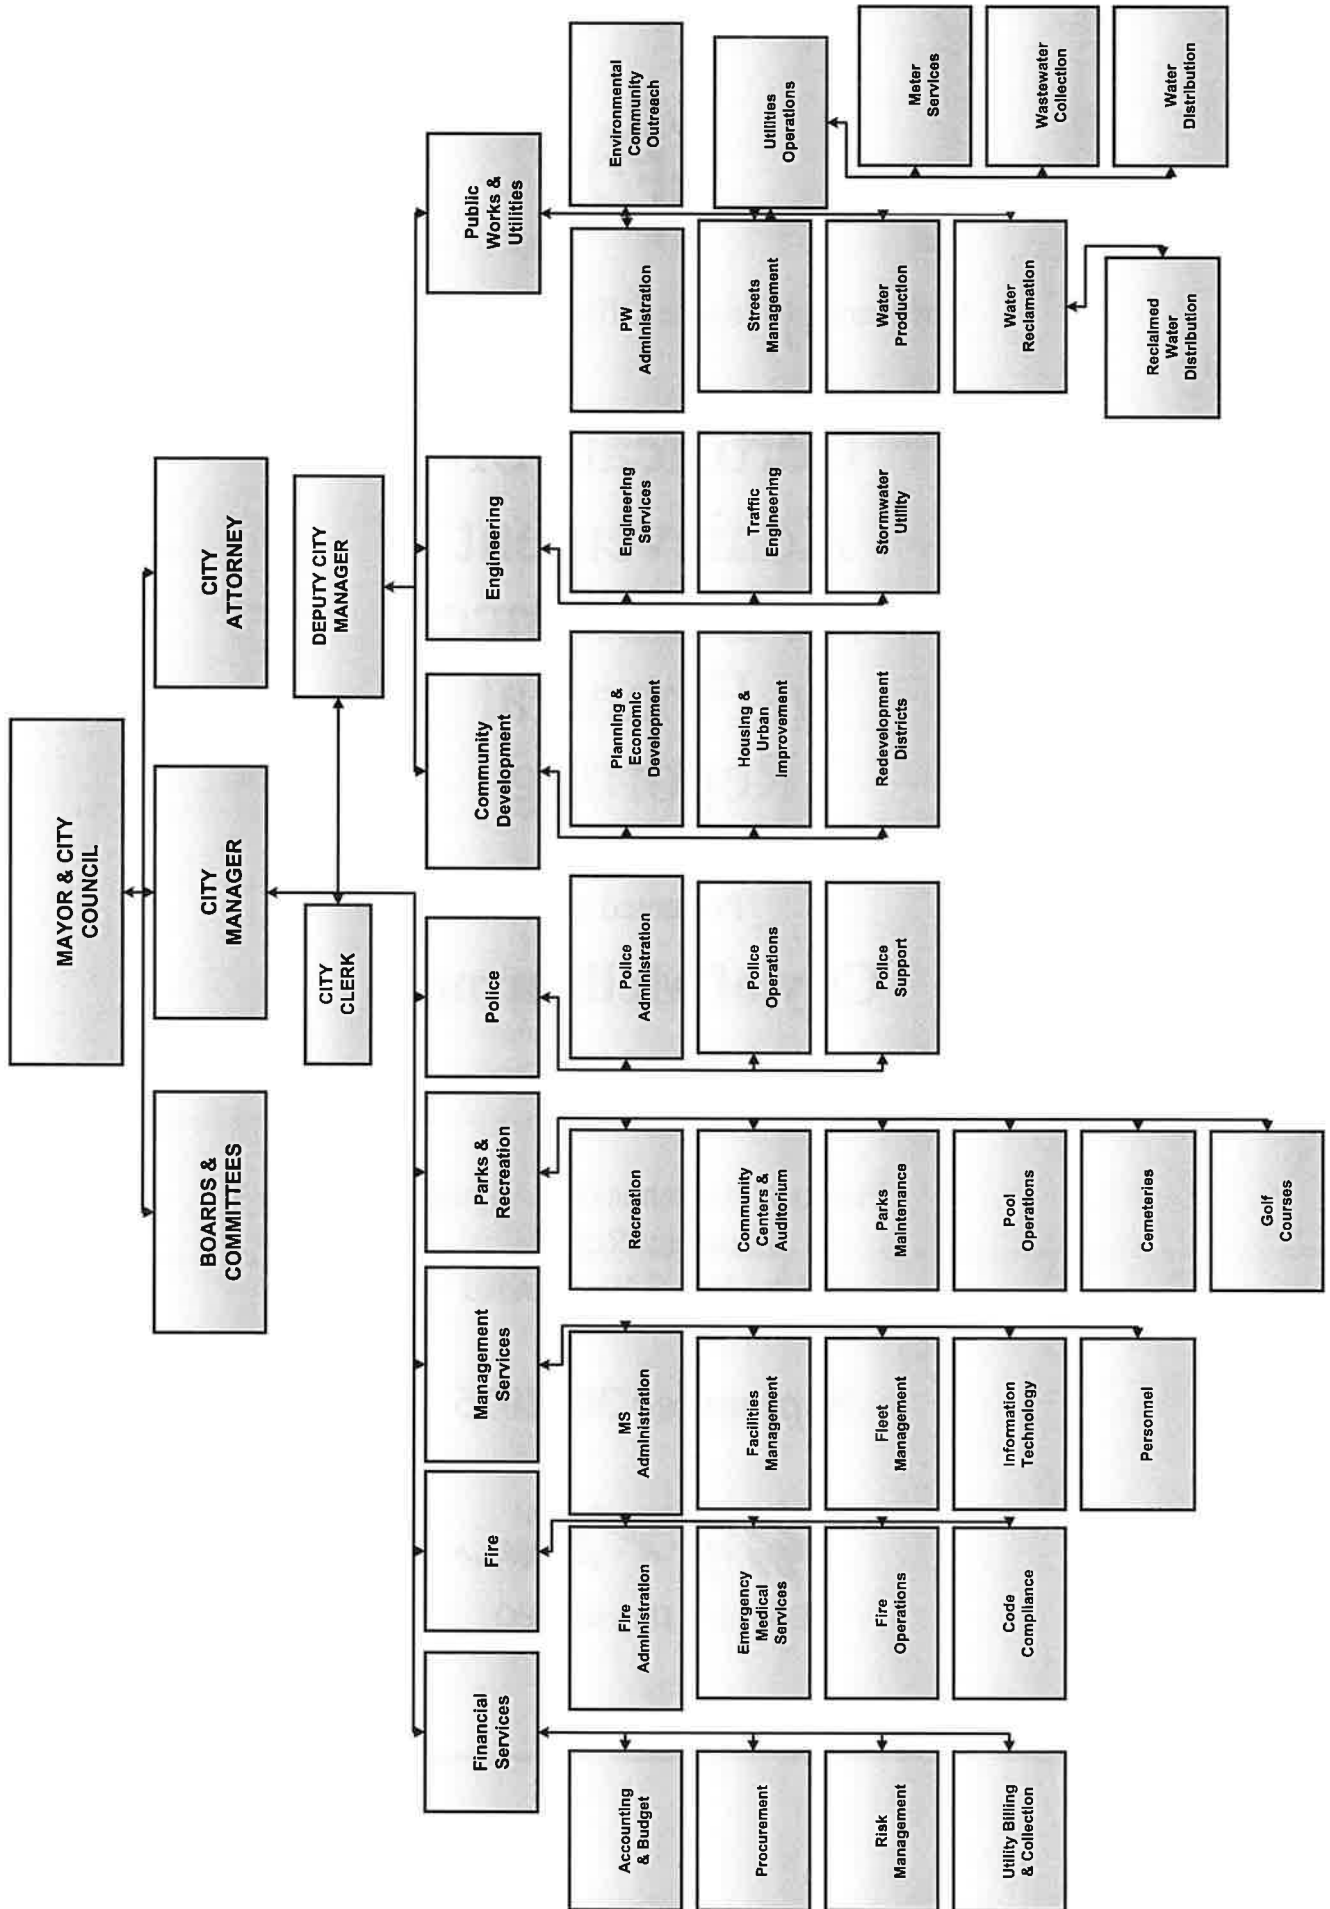 MAYOR & CITY
COUNCIL
BOARDS &
COMMITTEES
CITY
MANAGER
CITY
ATTORNEY
CITY
CLERK
DEPUTY CITY
MANAGER
Financial
Services
Fire
Management
Services
Parks &
Recreation
Police
Community
Development
Engineering
Public
Works &
Utilities
Accounting
& Budget
Procurement
Risk
Management
Utility Billing
& Collection
Fire
Administration
Emergency
Medical
Services
Fire
Operations
Code
Compliance
MS
Administration
Facilities
Management
Fleet
Management
Information
Technology
Personnel
Recreation
Community
Centers &
Auditorium
Parks
Maintenance
Pool
Operations
Cemeteries
Golf
Courses
Police
Administration
Police
Operations
Police
Support
Planning &
Economic
Development
Housing &
Urban
Improvement
Redevelopment
Districts
Engineering
Services
Traffic
Engineering
Stormwater
Utility
PW
Administration
Streets
Management
Water
Production
Water
Reclamation
Reclaimed
Water
Distribution
Environmental
Community
Outreach
Utilities
Operations
Meter
Services
Wastewater
Collection
Water
Distribution